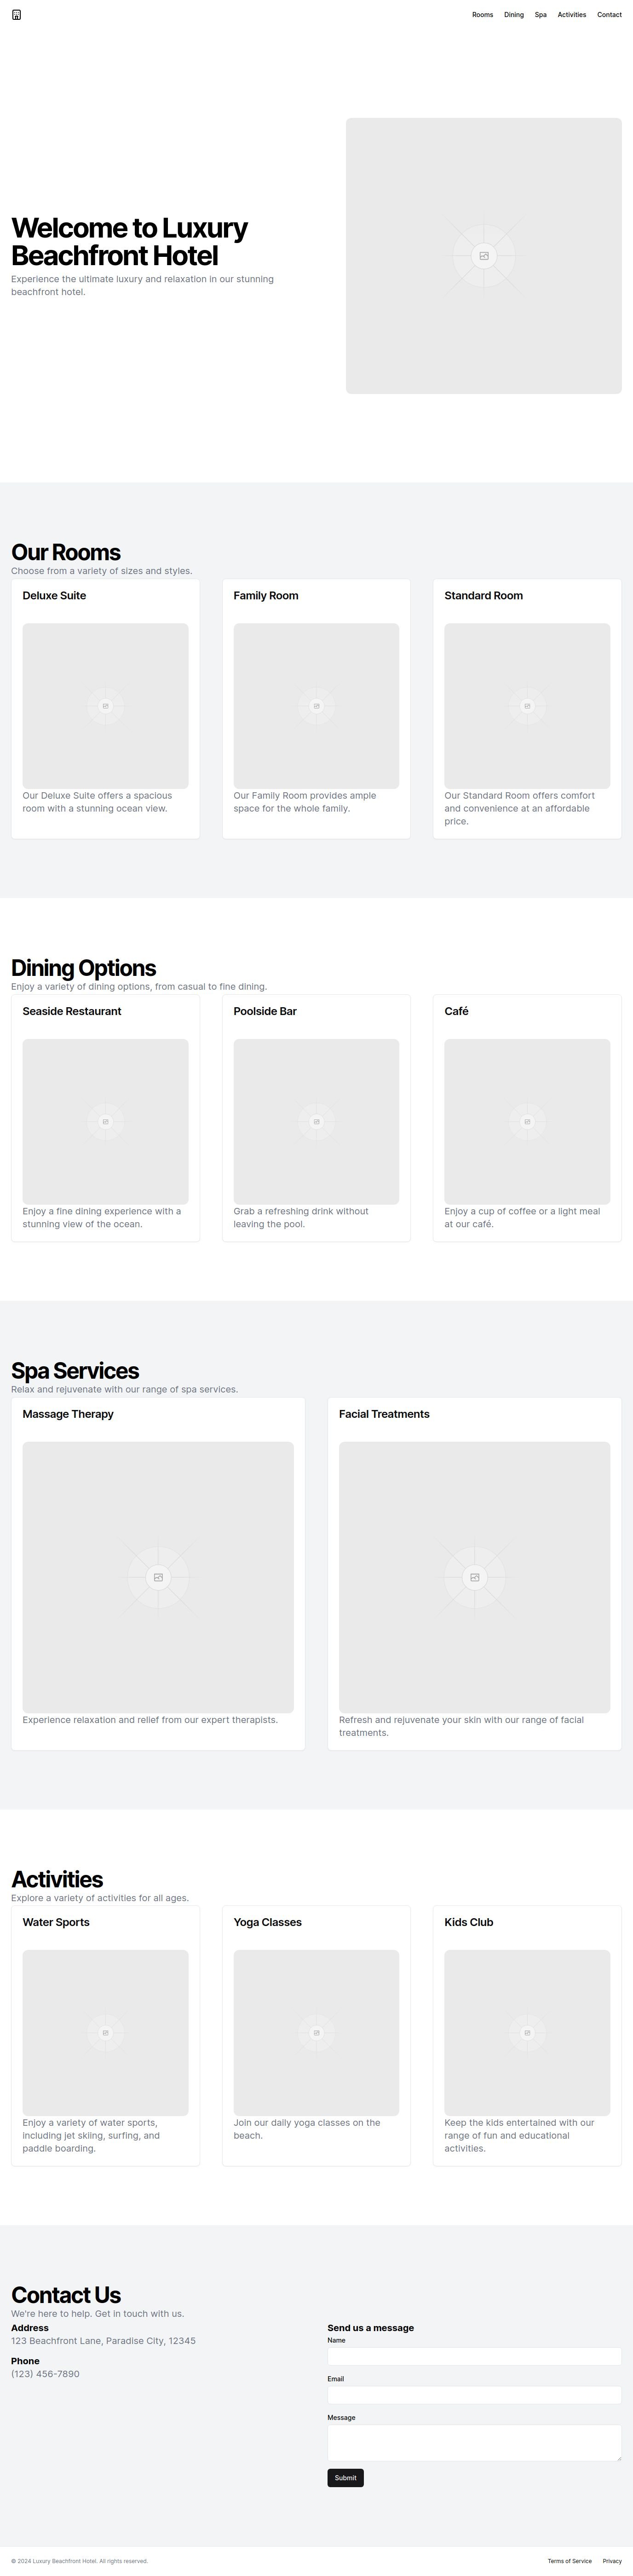 Rooms Dining Spa Activities Contact
Welcome to Luxury
Beachfront Hotel
Experience the ultimate luxury and relaxation in our stunning
beachfront hotel.
Our Rooms
Choose from a variety of sizes and styles.
Deluxe Suite
Our Deluxe Suite offers a spacious
room with a stunning ocean view.
Family Room
Our Family Room provides ample
space for the whole family.
Standard Room
Our Standard Room offers comfort
and convenience at an affordable
price.
Dining Options
Enjoy a variety of dining options, from casual to fine dining.
Seaside Restaurant
Enjoy a fine dining experience with a
stunning view of the ocean.
Poolside Bar
Grab a refreshing drink without
leaving the pool.
Café
Enjoy a cup of coffee or a light meal
at our café.
Spa Services
Relax and rejuvenate with our range of spa services.
Massage Therapy
Experience relaxation and relief from our expert therapists.
Facial Treatments
Refresh and rejuvenate your skin with our range of facial
treatments.
Activities
Explore a variety of activities for all ages.
Water Sports
Enjoy a variety of water sports,
including jet skiing, surfing, and
paddle boarding.
Yoga Classes
Join our daily yoga classes on the
beach.
Kids Club
Keep the kids entertained with our
range of fun and educational
activities.
Contact Us
We're here to help. Get in touch with us.
Address
123 Beachfront Lane, Paradise City, 12345
Phone
(123) 456-7890
Send us a message
Name
Email
Message
Submit
© 2024 Luxury Beachfront Hotel. All rights reserved.
Terms of Service Privacy